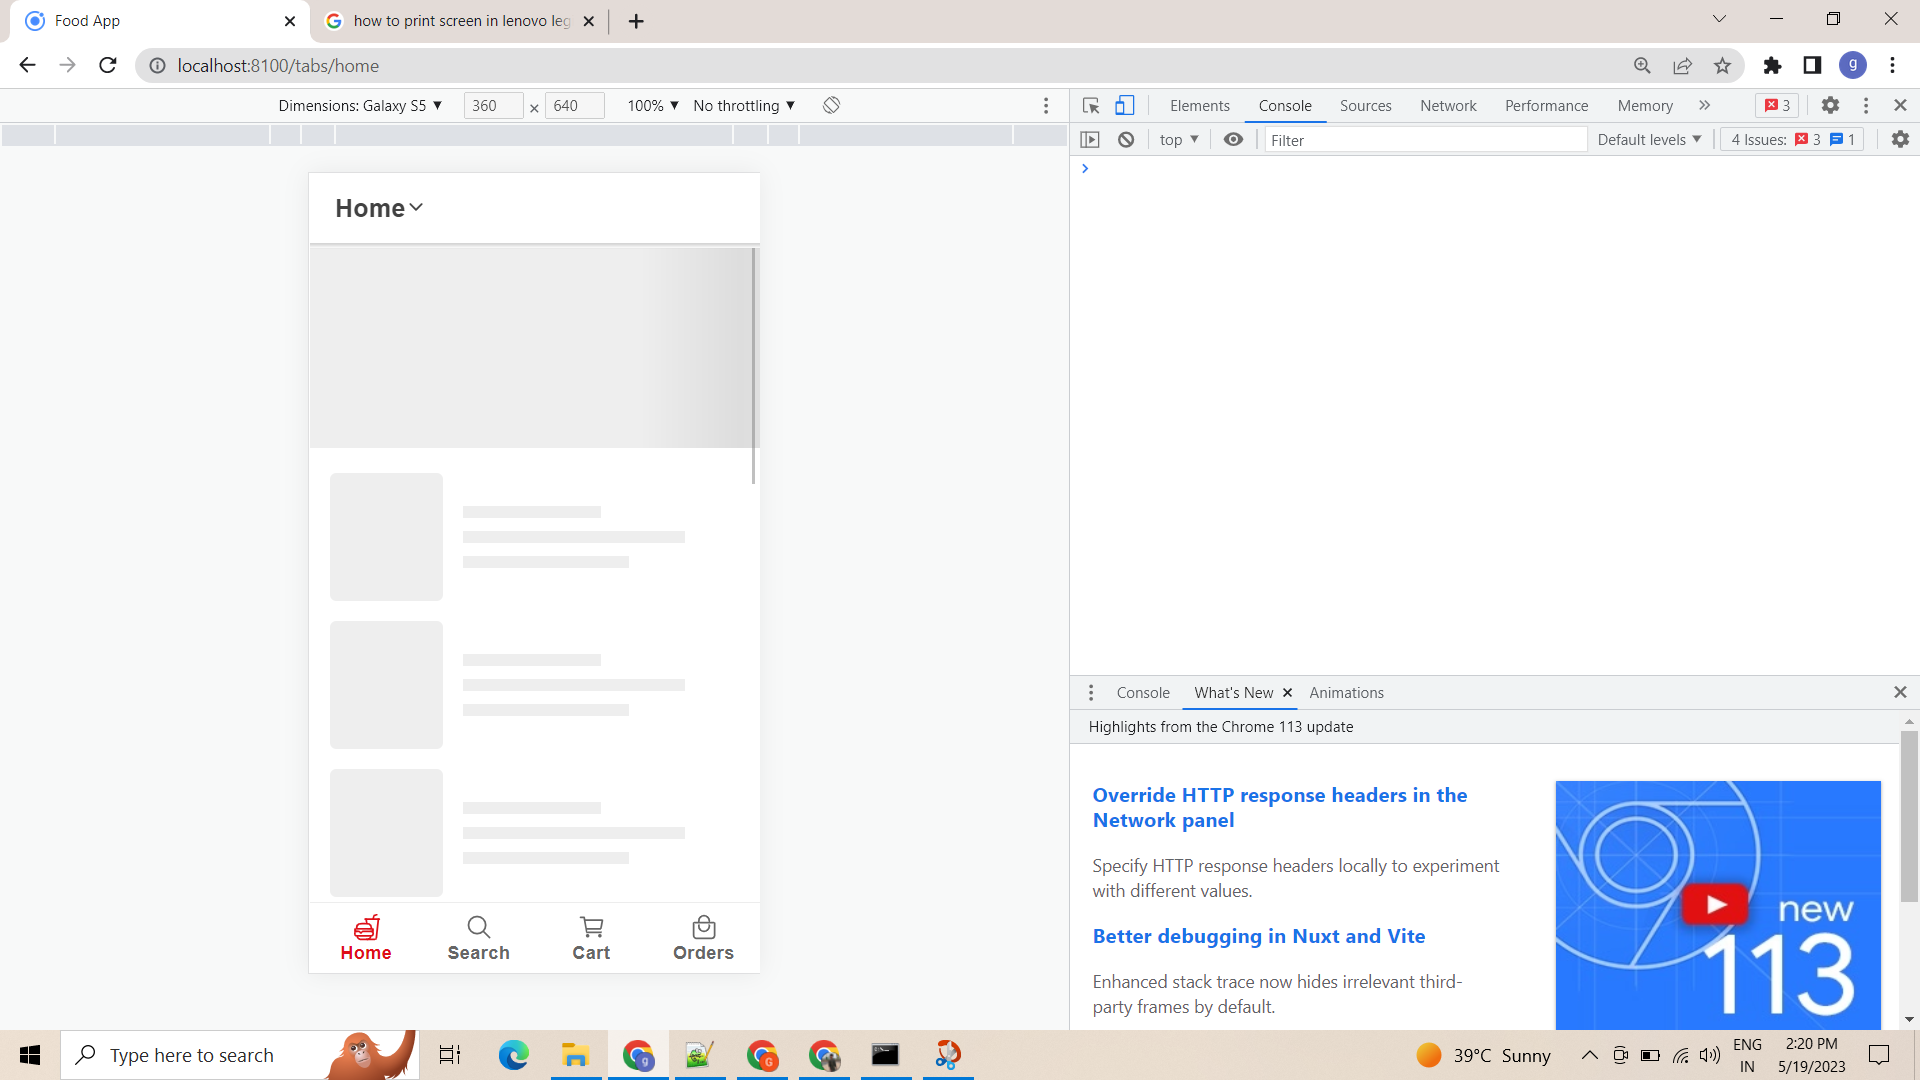 Food App
how to print screen in lenovo leg
g
localhost:8100/tabs/home
Dimensions: Galaxy S5 ▼ 360 × 640 100% ▼ No throttling ▼
Elements Console Sources Network Performance Memory » 3
top ▼ Filter Default levels ▼ 4 Issues: 3 1
Home
Home Search Cart Orders
Console What's New Animations
Highlights from the Chrome 113 update
Override HTTP response headers in the
Network panel
Specify HTTP response headers locally to experiment
with different values.
Better debugging in Nuxt and Vite
Enhanced stack trace now hides irrelevant third-
party frames by default.
new
113
Type here to search
g
G
39°C Sunny
ENG
IN
2:20 PM
5/19/2023